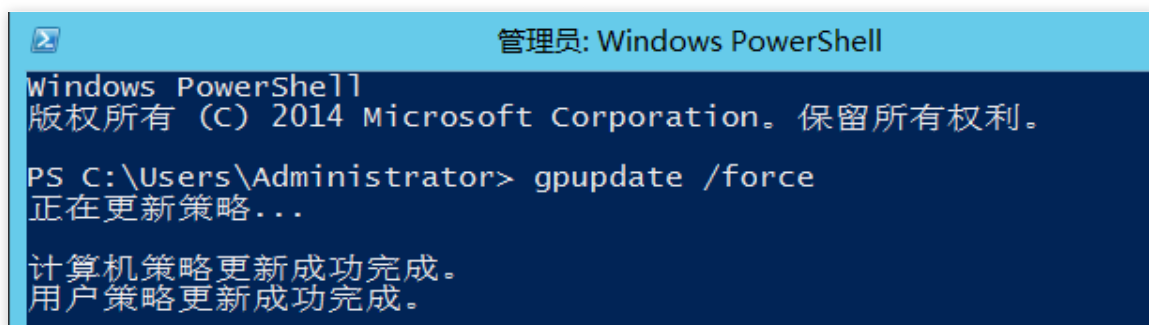 管理员: Windows PowerShell
Windows PowerShell
版权所有 (C) 2014 Microsoft Corporation。保留所有权利。
PS C:\Users\Administrator> gpupdate /force
正在更新策略...
计算机策略更新成功完成。
用户策略更新成功完成。